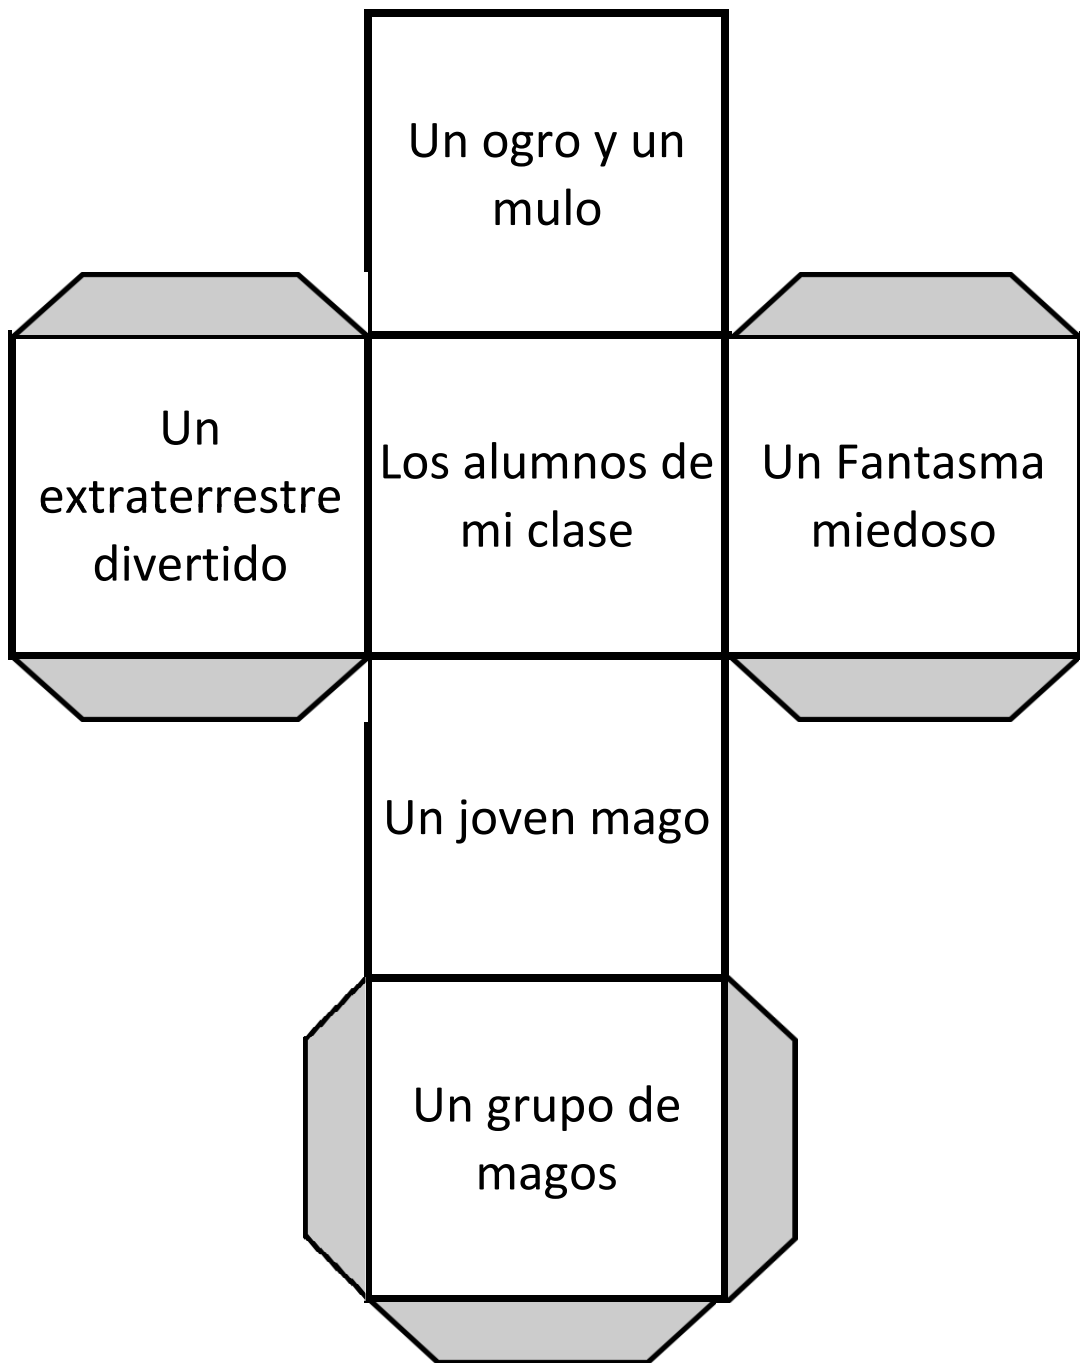 Un ogro y un
mulo
Un
extraterrestre
divertido
Los alumnos de
mi clase
Un Fantasma
miedoso
Un joven mago
Un grupo de
magos